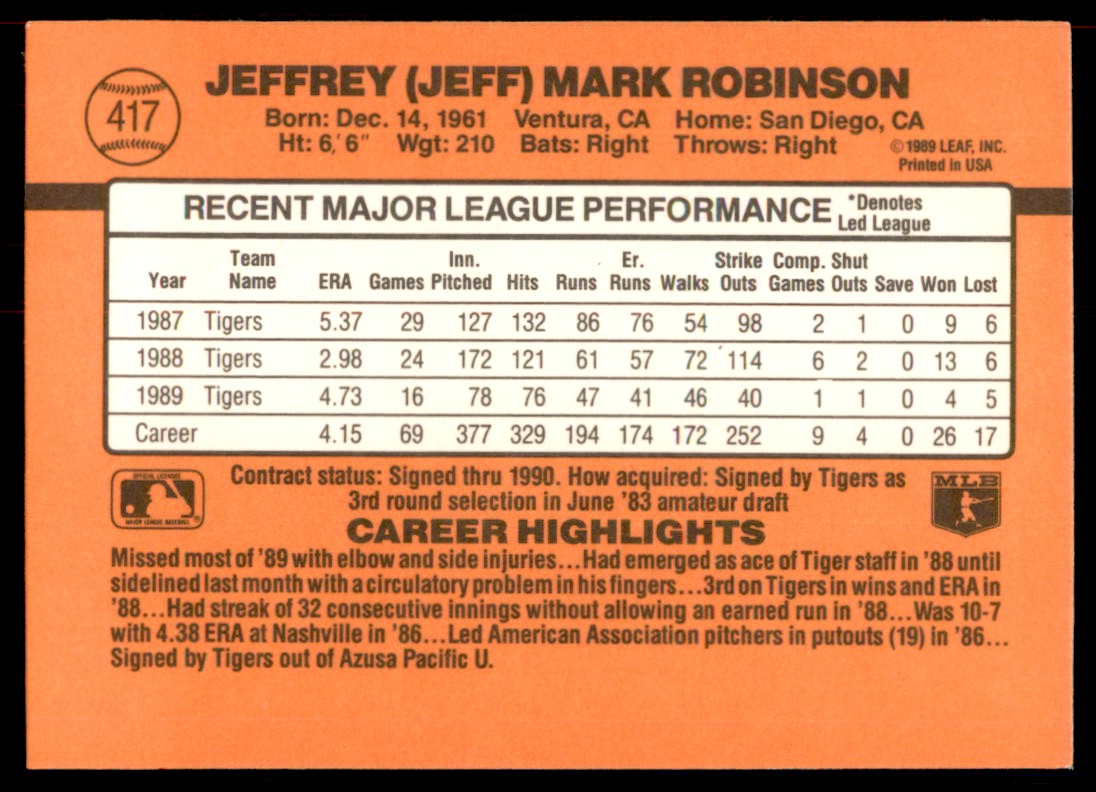 417
JEFFREY (JEFF) MARK ROBINSON
Born: Dec. 14, 1961 Ventura, CA Home: San Diego, CA
Ht: 6' 6" Wgt: 210 Bats: Right Throws: Right
©1989 LEAF, INC.
Printed in USA
RECENT MAJOR LEAGUE PERFORMANCE *Denotes Led League
Year Team Name ERA Games Inn. Pitched Hits Runs Er. Runs Walks Strike Outs Comp. Games Shut Outs Save Won Lost
1987 Tigers 5.37 29 127 132 86 76 54 98 2 1 0 9 6
1988 Tigers 2.98 24 172 121 61 57 72 114 6 2 0 13 6
1989 Tigers 4.73 16 78 76 47 41 46 40 1 1 0 4 5
Career 4.15 69 377 329 194 174 172 252 9 4 0 26 17
OFFICIAL LICENSEE
MAJOR LEAGUE BASEBALL
®
Contract status: Signed thru 1990. How acquired: Signed by Tigers as
3rd round selection in June '83 amateur draft
MLB
CAREER HIGHLIGHTS
Missed most of '89 with elbow and side injuries...Had emerged as ace of Tiger staff in '88 until
sidelined last month with a circulatory problem in his fingers...3rd on Tigers in wins and ERA in
'88...Had streak of 32 consecutive innings without allowing an earned run in '88...Was 10-7
with 4.38 ERA at Nashville in '86...Led American Association pitchers in putouts (19) in '86...
Signed by Tigers out of Azusa Pacific U.